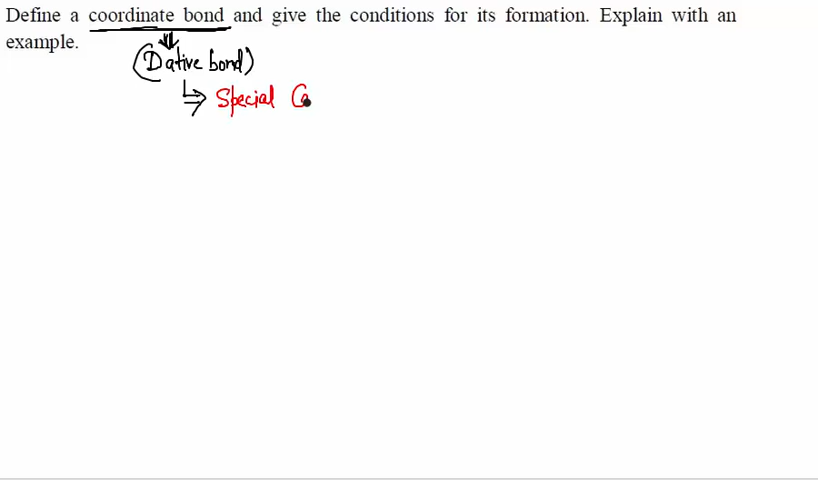 Define a coordinate bond and give the conditions for its formation. Explain with an
example.
(Dative bond)
Special